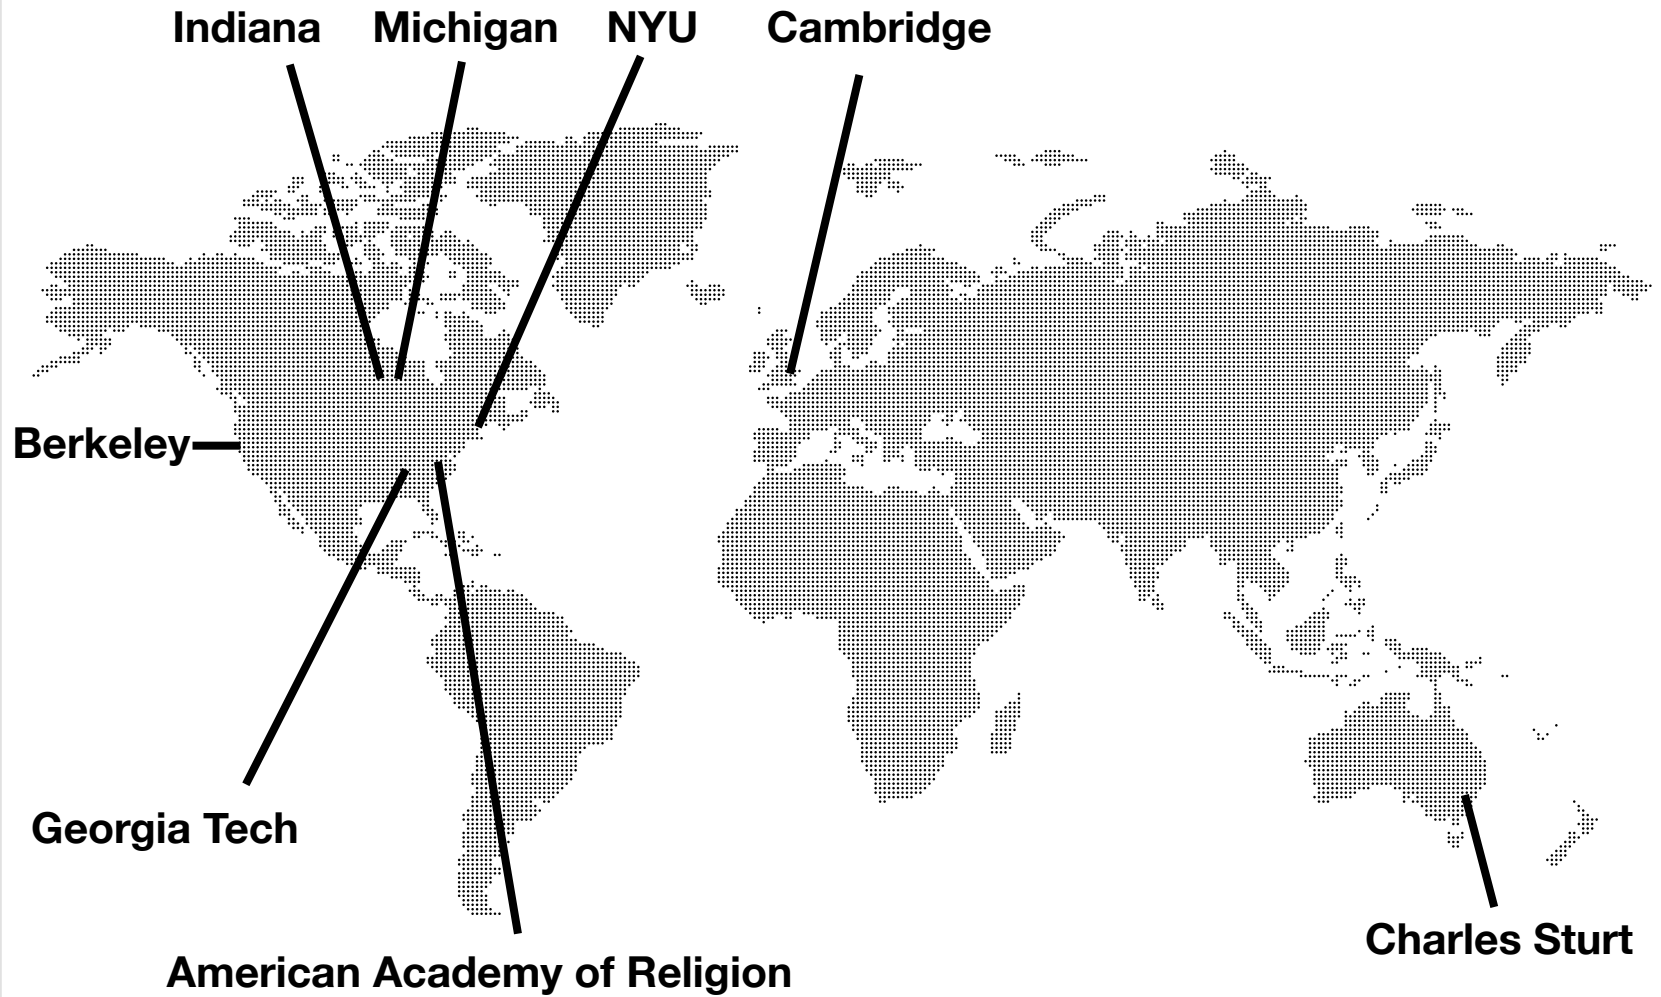 Indiana
Michigan
NYU
Cambridge
Berkeley
Georgia Tech
Charles Sturt
American Academy of Religion